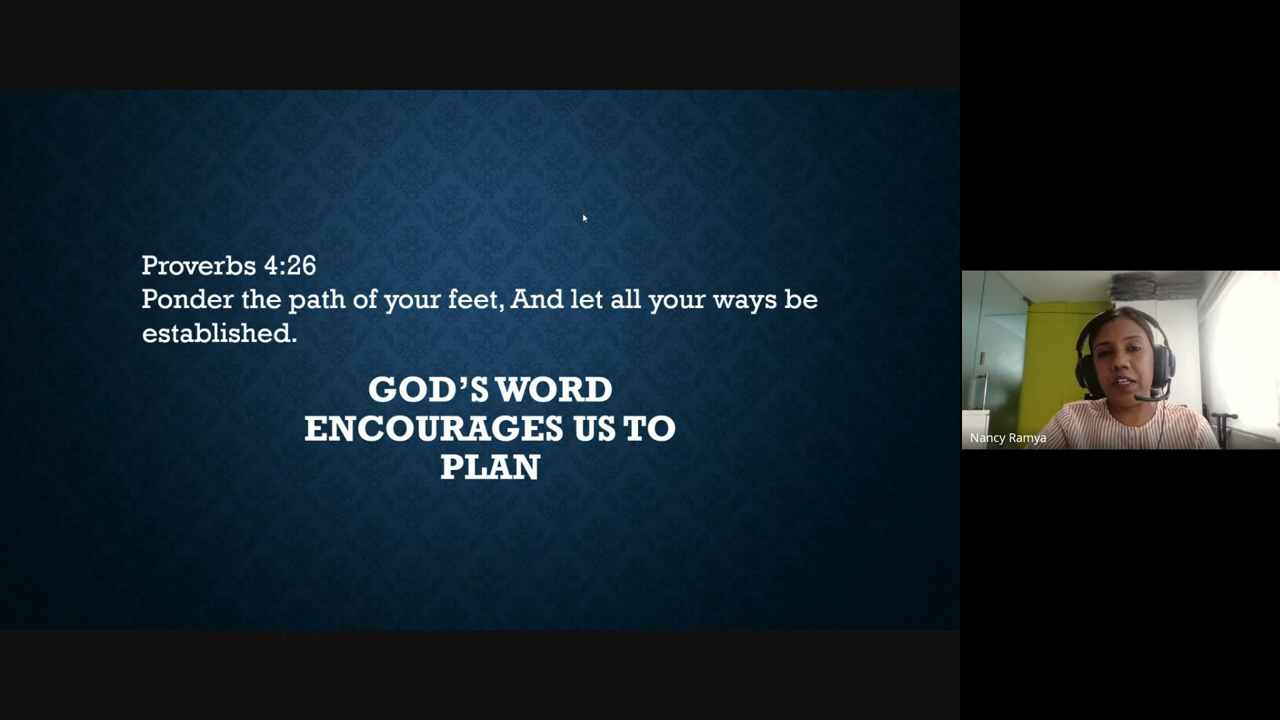 Proverbs 4:26
Ponder the path of your feet, And let all your ways be
established.
GOD’S WORD
ENCOURAGES US TO
PLAN
Nancy Ramya